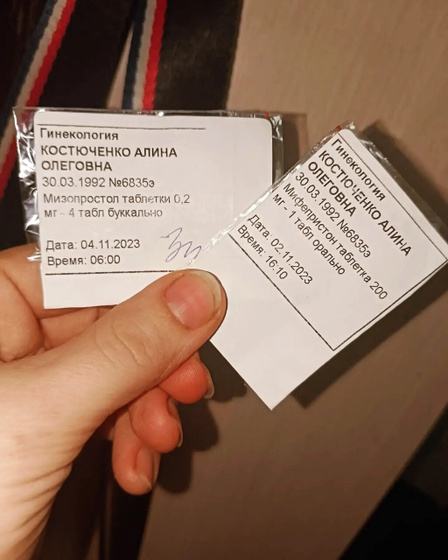 Гинекология
КОСТЮЧЕНКО АЛИНА
ОЛЕГОВНА
30.03.1992 №6835э
Мизопростол таблетки 0,2
мг - 4 табл буккально
Дата: 04.11.2023
Время: 06:00
Гинекология
КОСТЮЧЕНКО АЛИНА
ОЛЕГОВНА
30.03.1992 №6835э
Мифепристон таблетка 200
мг - 1 табл орально
Дата: 02.11.2023
Время: 16:10